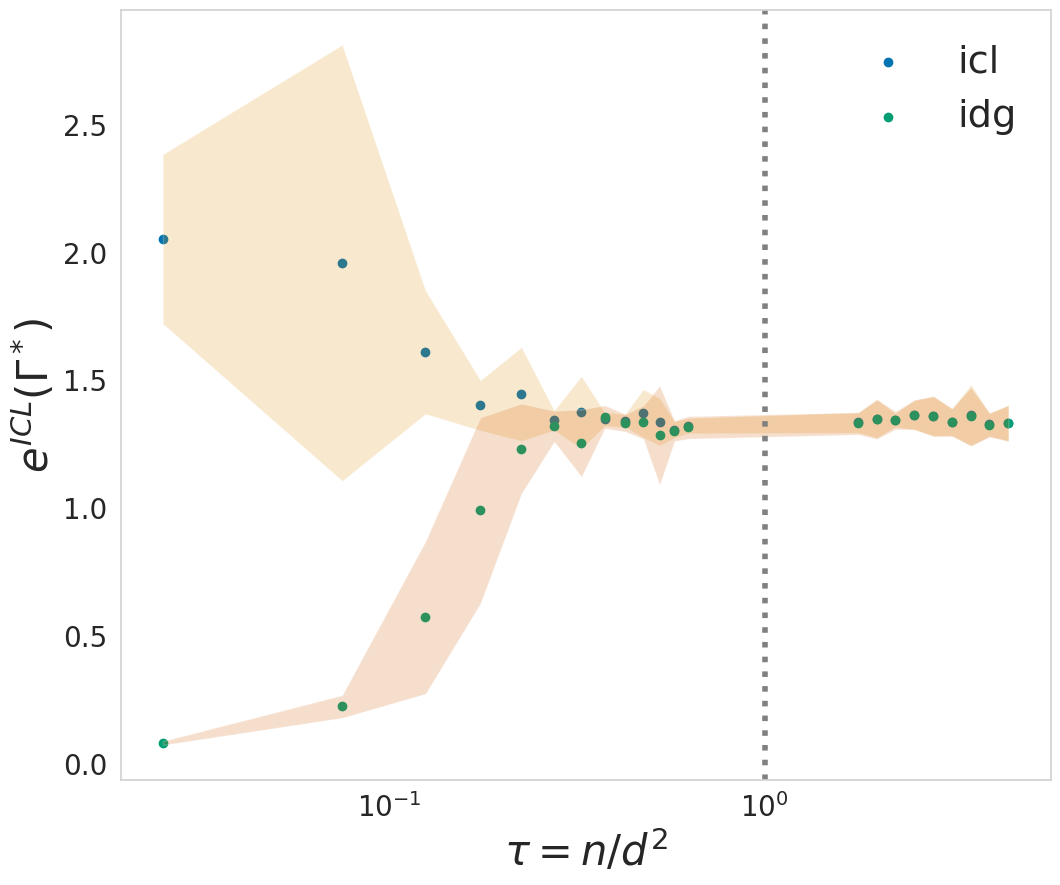 icl
idg
2.5
2.0
1.5
1.0
0.5
0.0
e^{ICL}(Γ^*)
10^{-1}
10^{0}
τ = n/d^2